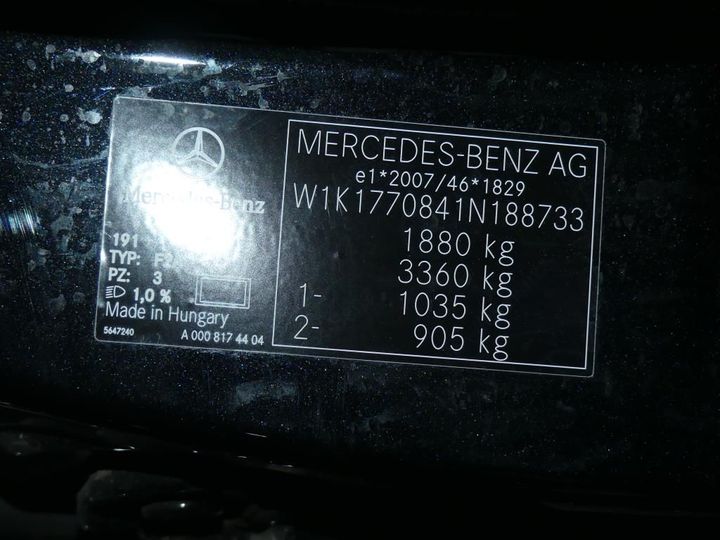 Mercedes-Benz
191
TYP:
PZ: 3
1,0 %
Made in Hungary
5647240 A 000 817 44 04
MERCEDES-BENZ AG
e1*2007/46*1829
W1K1770841N188733
1880 kg
3360 kg
1- 1035 kg
2- 905 kg